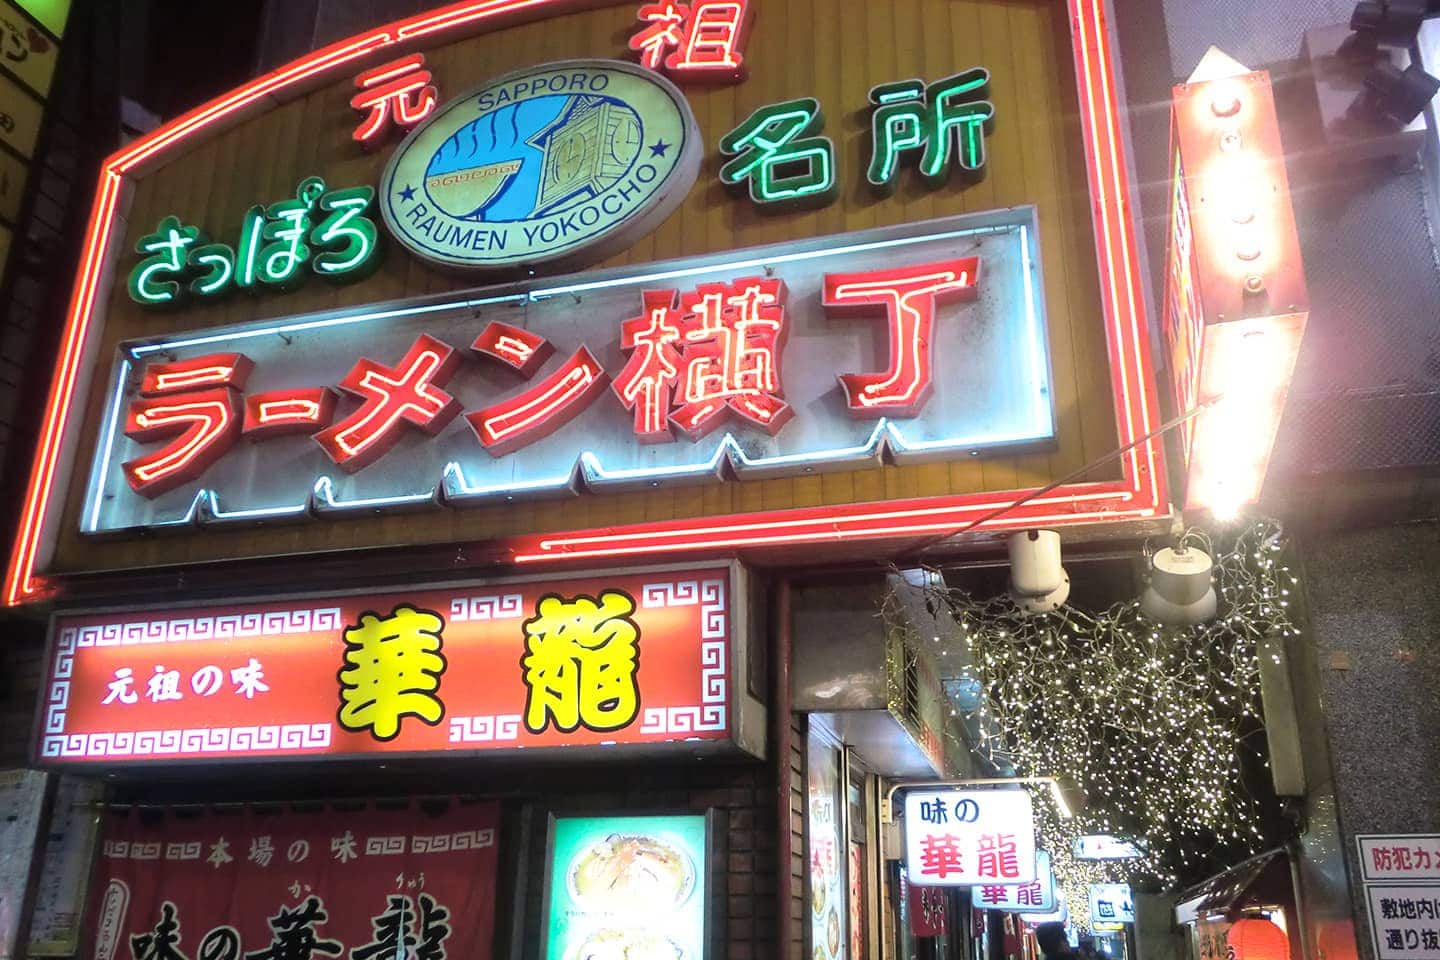 元祖
SAPPORO
RAUMEN YOKOCHO
さっぽろ
名所
ラーメン横丁
元祖の味
華龍
本場の味
味の華龍
か
りゅう
味の
華龍
華龍
防犯カメ
敷地内に
通り抜